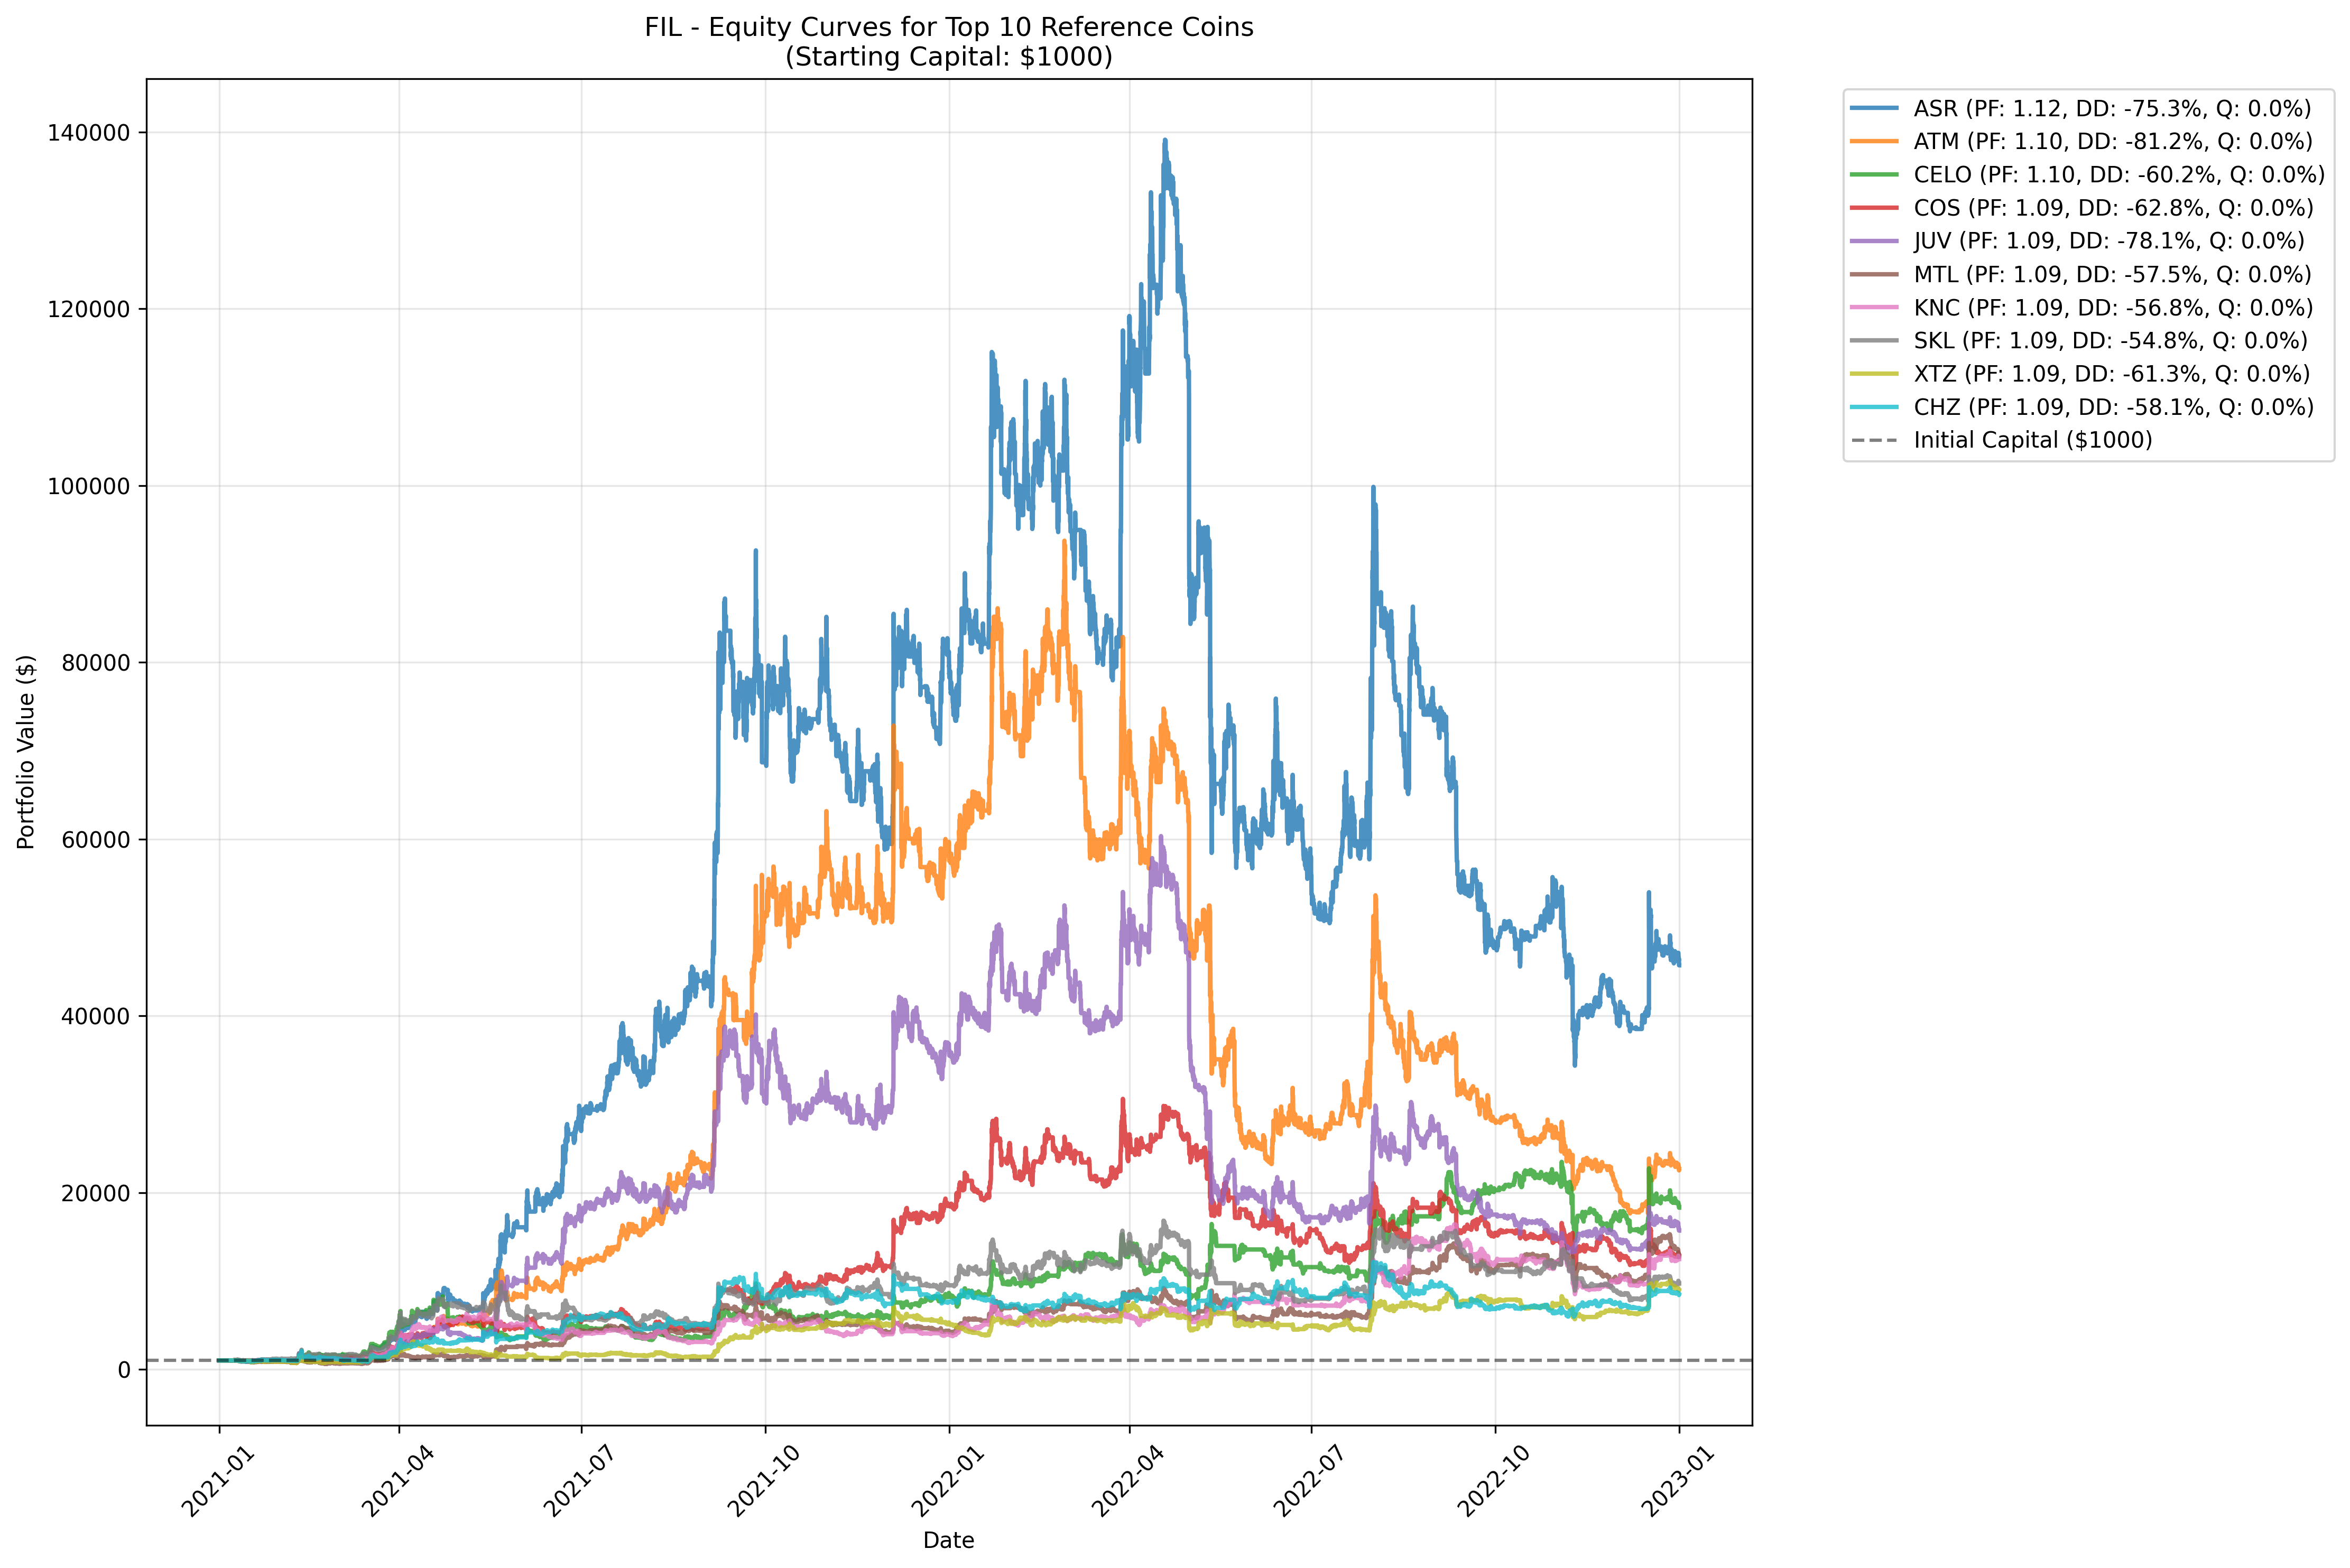 FIL - Equity Curves for Top 10 Reference Coins
(Starting Capital: $1000)
ASR (PF: 1.12, DD: -75.3%, Q: 0.0%)
ATM (PF: 1.10, DD: -81.2%, Q: 0.0%)
CELO (PF: 1.10, DD: -60.2%, Q: 0.0%)
COS (PF: 1.09, DD: -62.8%, Q: 0.0%)
JUV (PF: 1.09, DD: -78.1%, Q: 0.0%)
MTL (PF: 1.09, DD: -57.5%, Q: 0.0%)
KNC (PF: 1.09, DD: -56.8%, Q: 0.0%)
SKL (PF: 1.09, DD: -54.8%, Q: 0.0%)
XTZ (PF: 1.09, DD: -61.3%, Q: 0.0%)
CHZ (PF: 1.09, DD: -58.1%, Q: 0.0%)
Initial Capital ($1000)
Portfolio Value ($)
140000
120000
100000
80000
60000
40000
20000
0
2021-01
2021-04
2021-07
2021-10
2022-01
2022-04
2022-07
2022-10
2023-01
Date